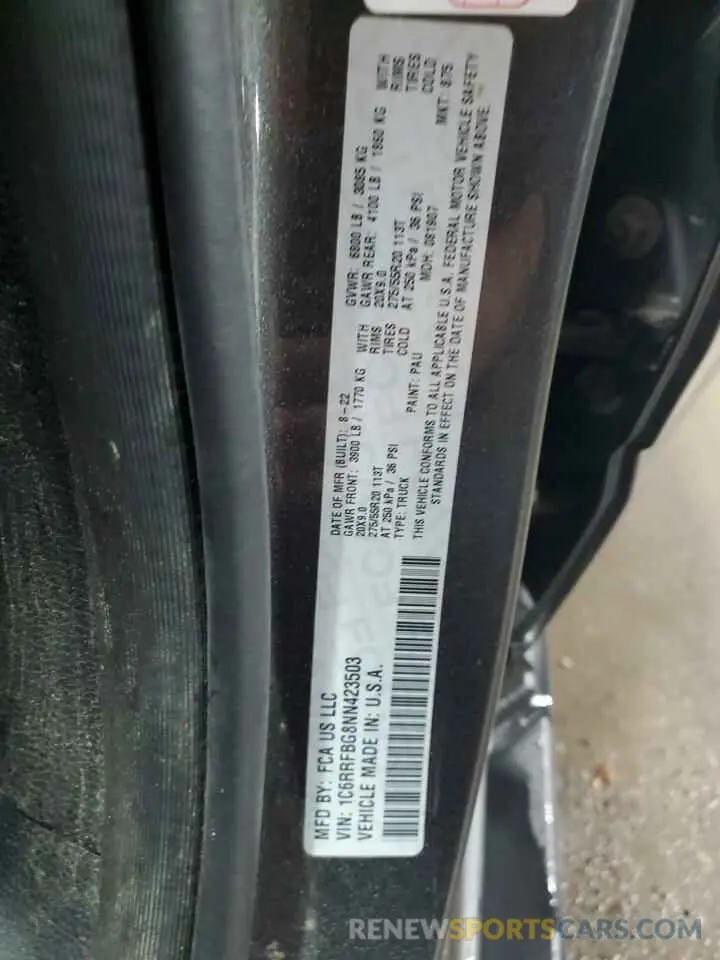 MFD BY: FCA US LLC
VIN: 1C6RRFBG8NN423503
VEHICLE MADE IN: U.S.A.
DATE OF MFR (BUILT): 8-22 GVWR: 6800 LB / 3085 KG
GAWR FRONT: 3900 LB / 1770 KG WITH GAWR REAR: 4100 LB / 1860 KG WITH
20X9.0 RIMS 20X9.0 RIMS
275/55R20 113T TIRES 275/55R20 113T TIRES
AT 250 kPa / 36 PSI COLD AT 250 kPa / 36 PSI COLD
TYPE: TRUCK PAINT: PAU MDH: 081907 MKT: 875
THIS VEHICLE CONFORMS TO ALL APPLICABLE U.S.A. FEDERAL MOTOR VEHICLE SAFETY
STANDARDS IN EFFECT ON THE DATE OF MANUFACTURE SHOWN ABOVE.
RENEWSPORTSCARS.COM